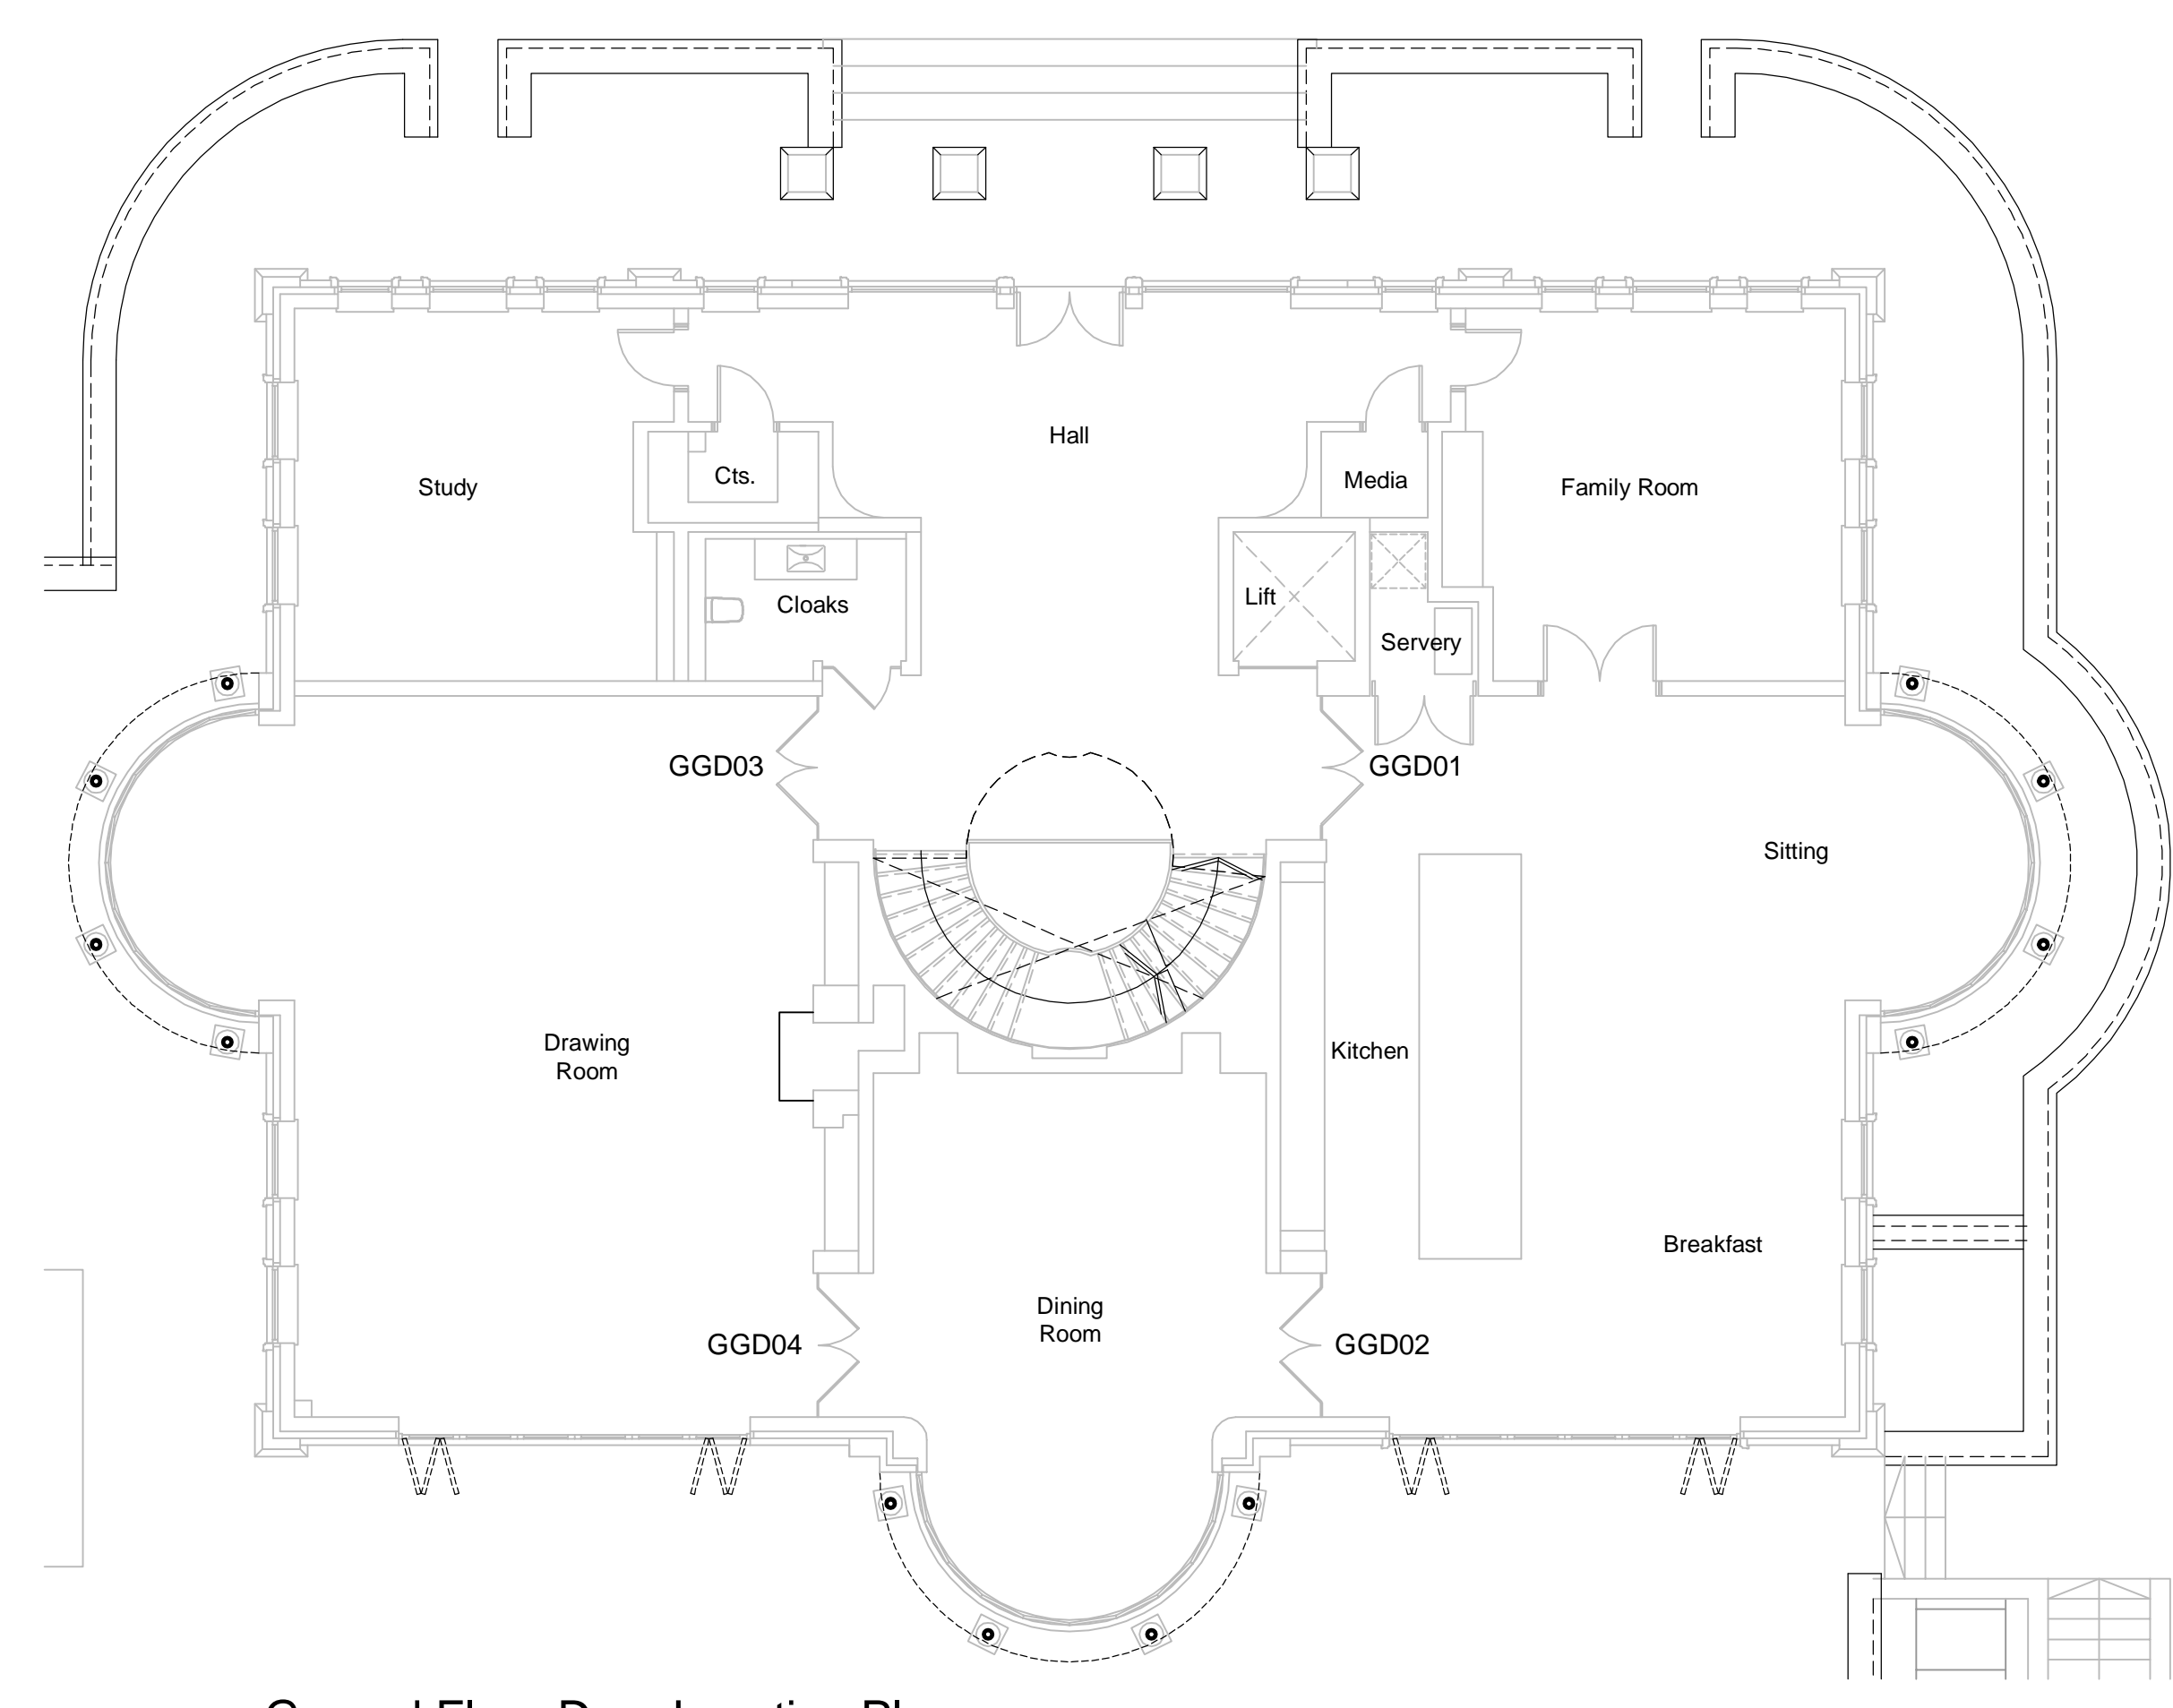 Hall
Study
Cts.
Media
Family Room
Cloaks
Lift
Servery
GGD03
GGD01
Sitting
Drawing
Room
Kitchen
Breakfast
Dining
Room
GGD04
GGD02